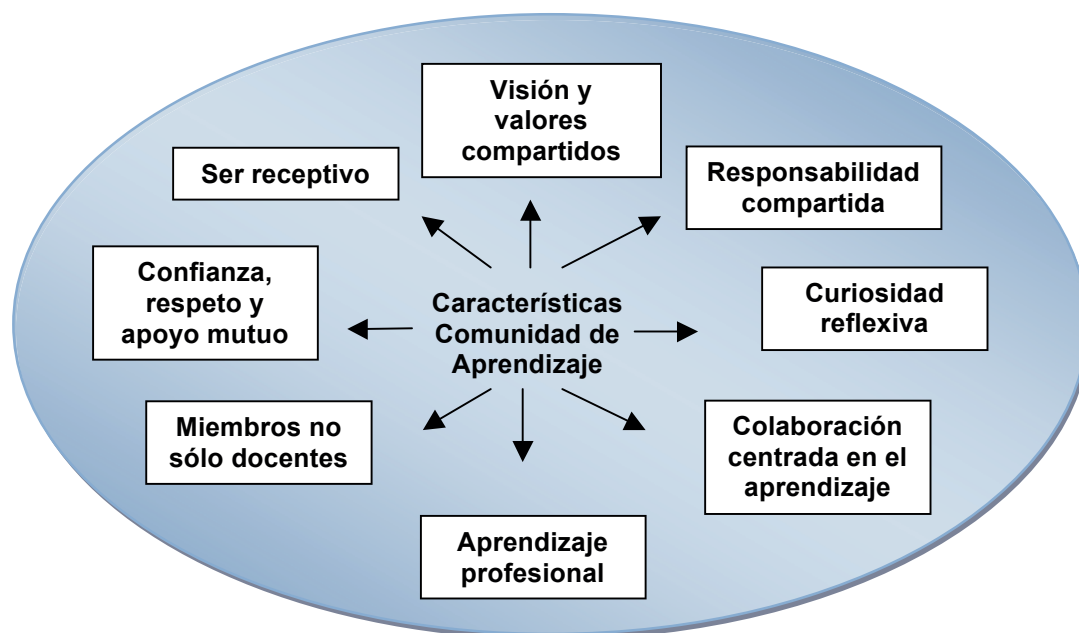 Visión y
valores
compartidos
Ser receptivo
Responsabilidad
compartida
Confianza,
respeto y
apoyo mutuo
Características
Comunidad de
Aprendizaje
Curiosidad
reflexiva
Miembros no
sólo docentes
Colaboración
centrada en el
aprendizaje
Aprendizaje
profesional